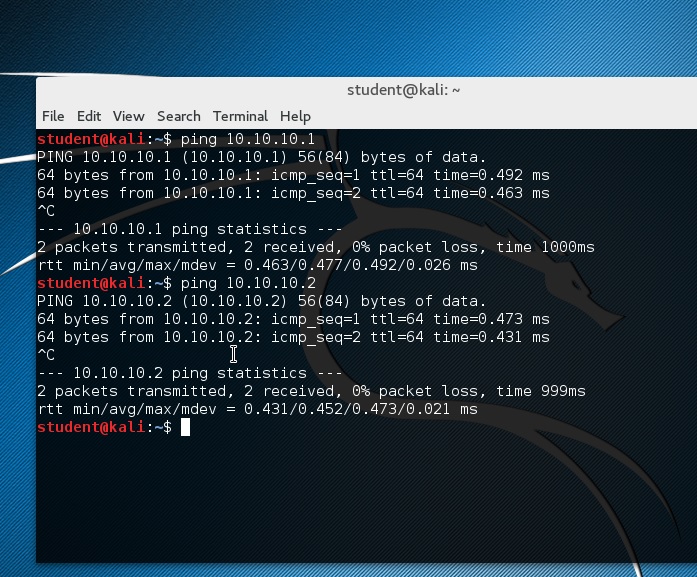 student@kali: ~
File Edit View Search Terminal Help
student@kali:~$ ping 10.10.10.1
PING 10.10.10.1 (10.10.10.1) 56(84) bytes of data.
64 bytes from 10.10.10.1: icmp_seq=1 ttl=64 time=0.492 ms
64 bytes from 10.10.10.1: icmp_seq=2 ttl=64 time=0.463 ms
^C
--- 10.10.10.1 ping statistics ---
2 packets transmitted, 2 received, 0% packet loss, time 1000ms
rtt min/avg/max/mdev = 0.463/0.477/0.492/0.026 ms
student@kali:~$ ping 10.10.10.2
PING 10.10.10.2 (10.10.10.2) 56(84) bytes of data.
64 bytes from 10.10.10.2: icmp_seq=1 ttl=64 time=0.473 ms
64 bytes from 10.10.10.2: icmp_seq=2 ttl=64 time=0.431 ms
^C
--- 10.10.10.2 ping statistics ---
2 packets transmitted, 2 received, 0% packet loss, time 999ms
rtt min/avg/max/mdev = 0.431/0.452/0.473/0.021 ms
student@kali:~$